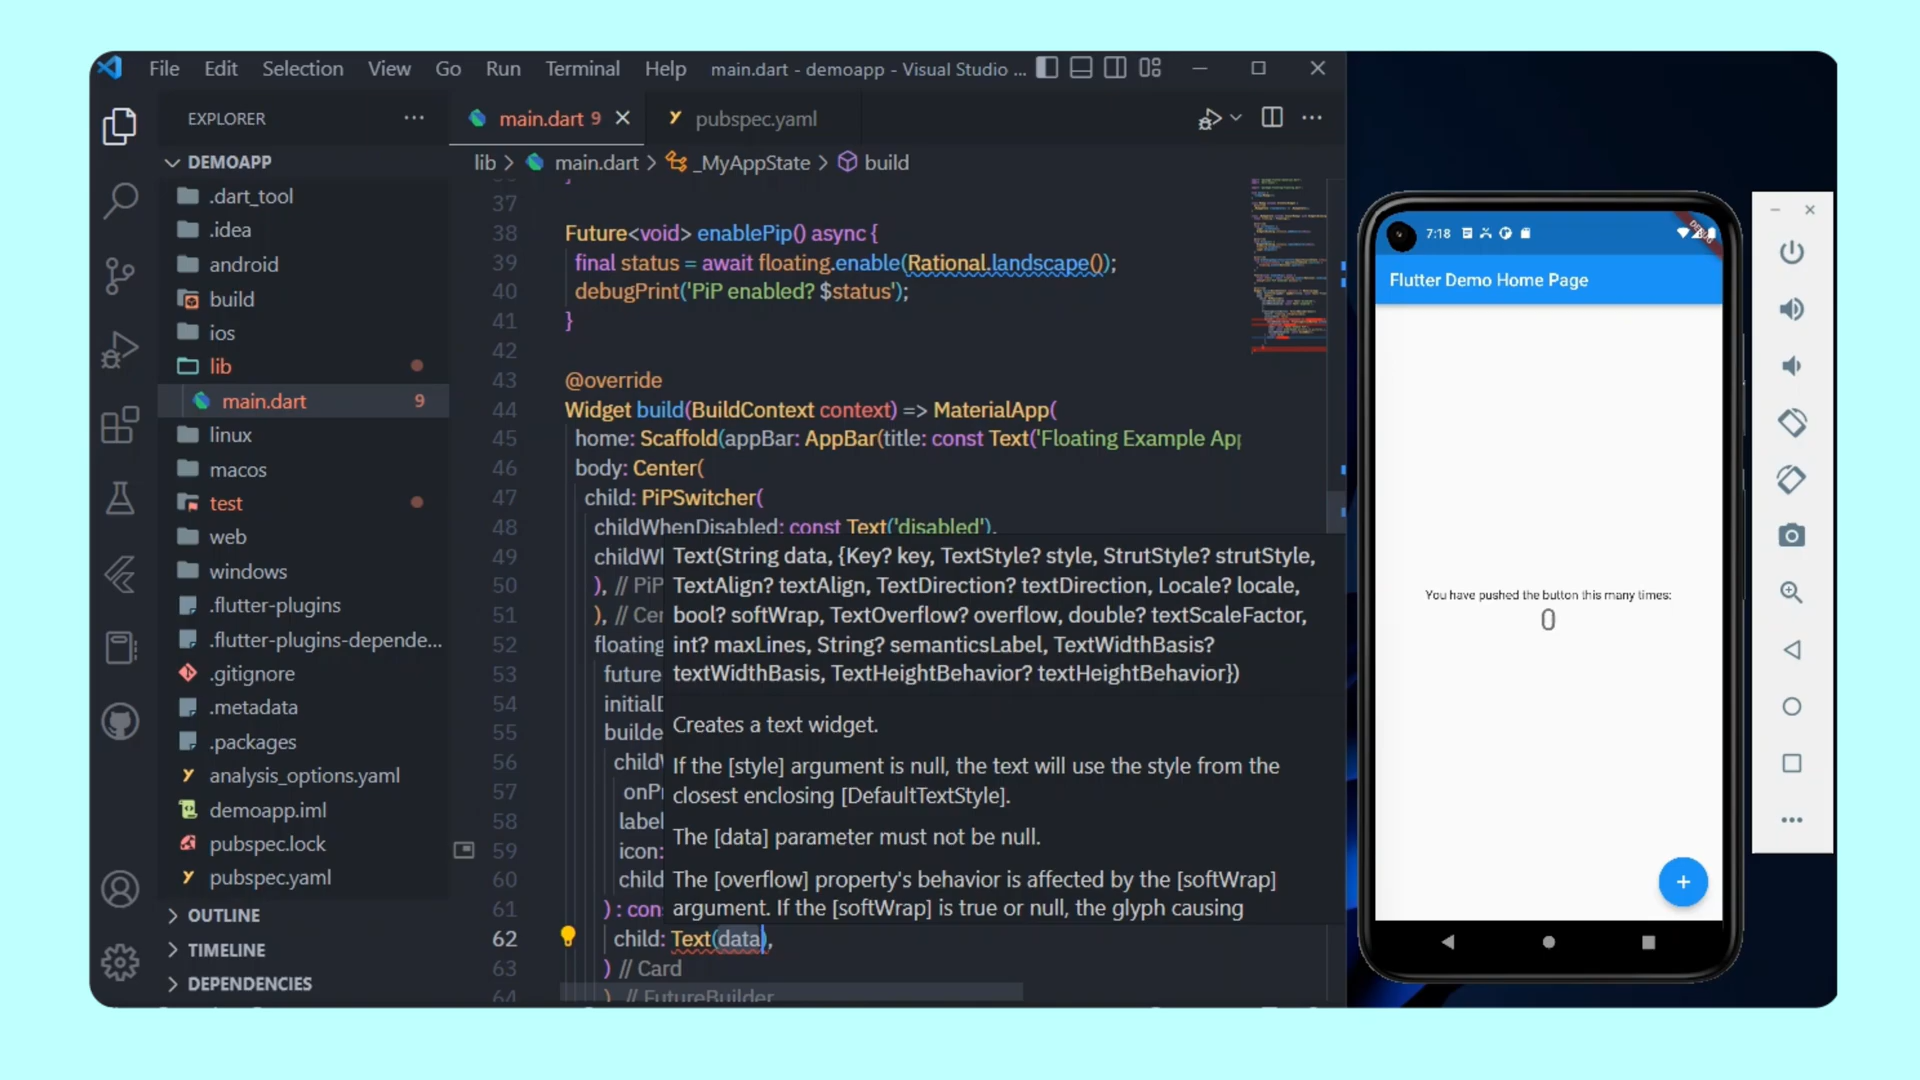 File Edit Selection View Go Run Terminal Help main.dart - demoapp - Visual Studio ...
EXPLORER
DEMOAPP
.dart_tool
.idea
android
build
ios
lib
main.dart 9
linux
macos
test
web
windows
.flutter-plugins
.flutter-plugins-depende...
.gitignore
.metadata
.packages
analysis_options.yaml
demoapp.iml
pubspec.lock
pubspec.yaml
OUTLINE
TIMELINE
DEPENDENCIES
main.dart 9 pubspec.yaml
lib > main.dart > _MyAppState > build
37
38 Future<void> enablePip() async {
39 final status = await floating.enable(Rational.landscape());
40 debugPrint('PiP enabled? $status');
41 }
42
43 @override
44 Widget build(BuildContext context) => MaterialApp(
45 home: Scaffold(appBar: AppBar(title: const Text('Floating Example Ap
46 body: Center(
47 child: PiPSwitcher(
48 childWhenDisabled: const Text('disabled'),
49 childWh
50 ), // PiP
51 ), // Cen
52 floating
53 future
54 initialD
55 builde
56 child
57 onPr
58 label
59 icon:
60 child
61 ) : con
62 child: Text(data),
63 ) // Card
64 ) // FutureBuilder
Text(String data, {Key? key, TextStyle? style, StrutStyle? strutStyle,
TextAlign? textAlign, TextDirection? textDirection, Locale? locale,
bool? softWrap, TextOverflow? overflow, double? textScaleFactor,
int? maxLines, String? semanticsLabel, TextWidthBasis?
textWidthBasis, TextHeightBehavior? textHeightBehavior})
Creates a text widget.
If the [style] argument is null, the text will use the style from the
closest enclosing [DefaultTextStyle].
The [data] parameter must not be null.
The [overflow] property's behavior is affected by the [softWrap]
argument. If the [softWrap] is true or null, the glyph causing
7:18
DEBUG
Flutter Demo Home Page
You have pushed the button this many times:
0